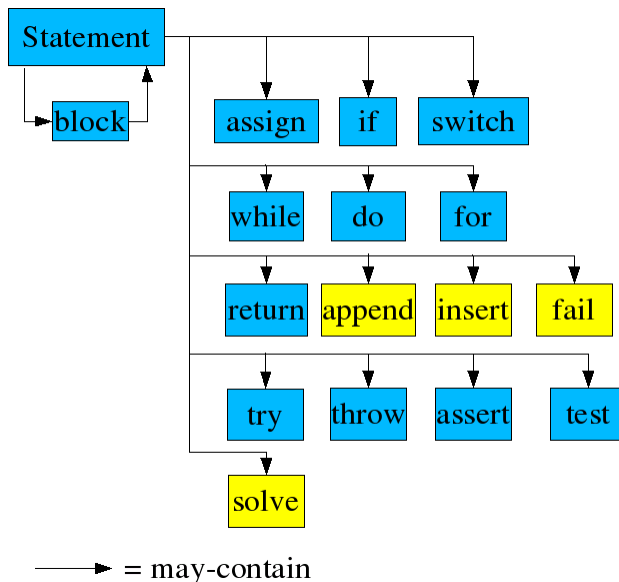 Statement
block
assign if switch
while do for
return append insert fail
try throw assert test
solve
= may-contain